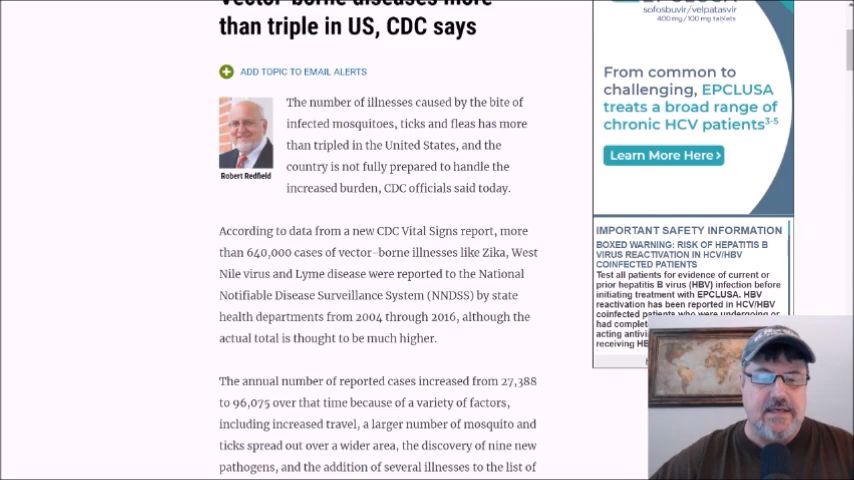 Vector-borne diseases more
than triple in US, CDC says
ADD TOPIC TO EMAIL ALERTS
The number of illnesses caused by the bite of
infected mosquitoes, ticks and fleas has more
than tripled in the United States, and the
country is not fully prepared to handle the
increased burden, CDC officials said today.
Robert Redfield
According to data from a new CDC Vital Signs report, more
than 640,000 cases of vector-borne illnesses like Zika, West
Nile virus and Lyme disease were reported to the National
Notifiable Disease Surveillance System (NNDSS) by state
health departments from 2004 through 2016, although the
actual total is thought to be much higher.
The annual number of reported cases increased from 27,388
to 96,075 over that time because of a variety of factors,
including increased travel, a larger number of mosquito and
ticks spread out over a wider area, the discovery of nine new
pathogens, and the addition of several illnesses to the list of
EPCLUSA
sofosbuvir/velpatasvir
400 mg/100 mg tablets
From common to
challenging, EPCLUSA
treats a broad range of
chronic HCV patients3-5
Learn More Here >
IMPORTANT SAFETY INFORMATION
BOXED WARNING: RISK OF HEPATITIS B
VIRUS REACTIVATION IN HCV/HBV
COINFECTED PATIENTS
Test all patients for evidence of current or
prior hepatitis B virus (HBV) infection before
initiating treatment with EPCLUSA. HBV
reactivation has been reported in HCV/HBV
coinfected patients who were undergoing or
had complet
acting antivi
receiving HB